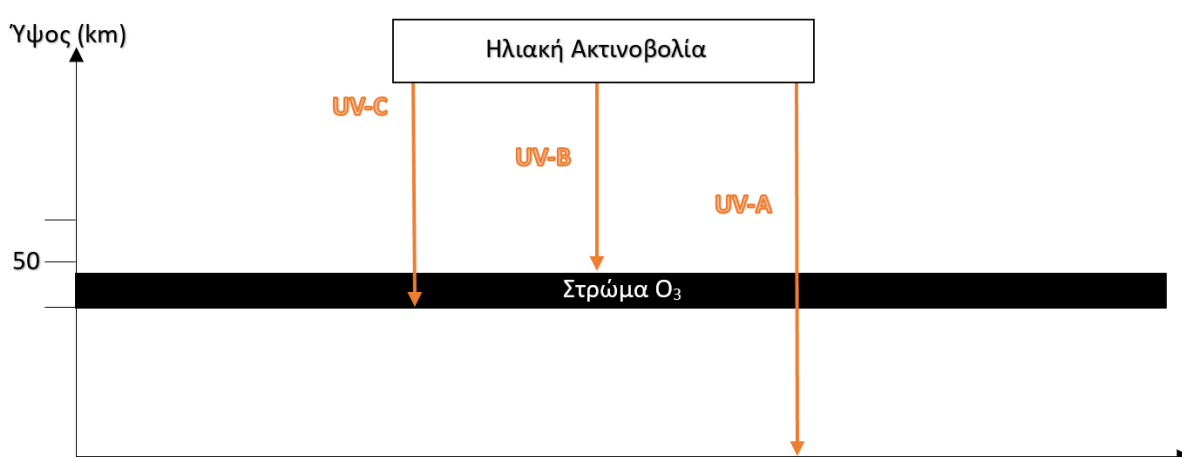 Ύψος (km)
Ηλιακή Ακτινοβολία
UV-C
UV-B
UV-A
50
Στρώμα O₃